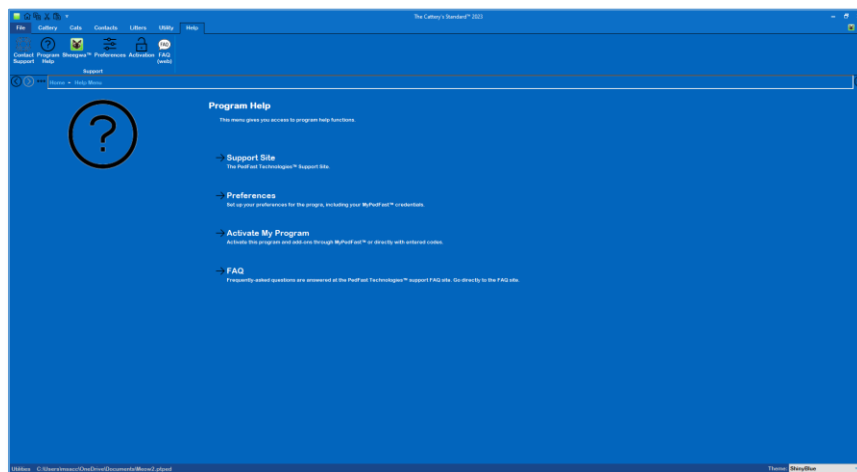 The Cattery's Standard™ 2023
File Cattery Cats Contacts Litters Utility Help
Contact Support Program Help Shengara™ Preferences Activation FAQ (web)
Support
Home Help Menu
Program Help
This menu gives you access to program help functions.
Support Site
The PedFast Technologies™ Support Site.
Preferences
Set up your preferences for the progra, including your MyPedFast™ credentials.
Activate My Program
Activate this program and add-ons through MyPedFast™ or directly with entered codes.
FAQ
Frequently-asked questions are answered at the PedFast Technologies™ support FAQ site. Go directly to the FAQ site.
Utilities Theme: ShinyBlue